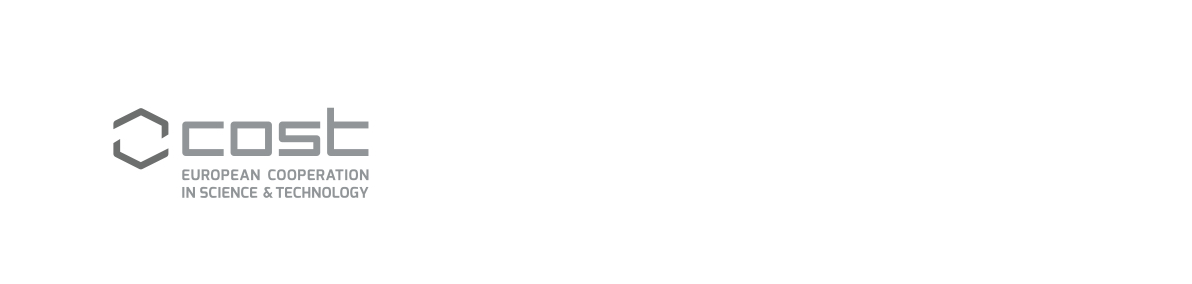 cost
EUROPEAN COOPERATION
IN SCIENCE & TECHNOLOGY